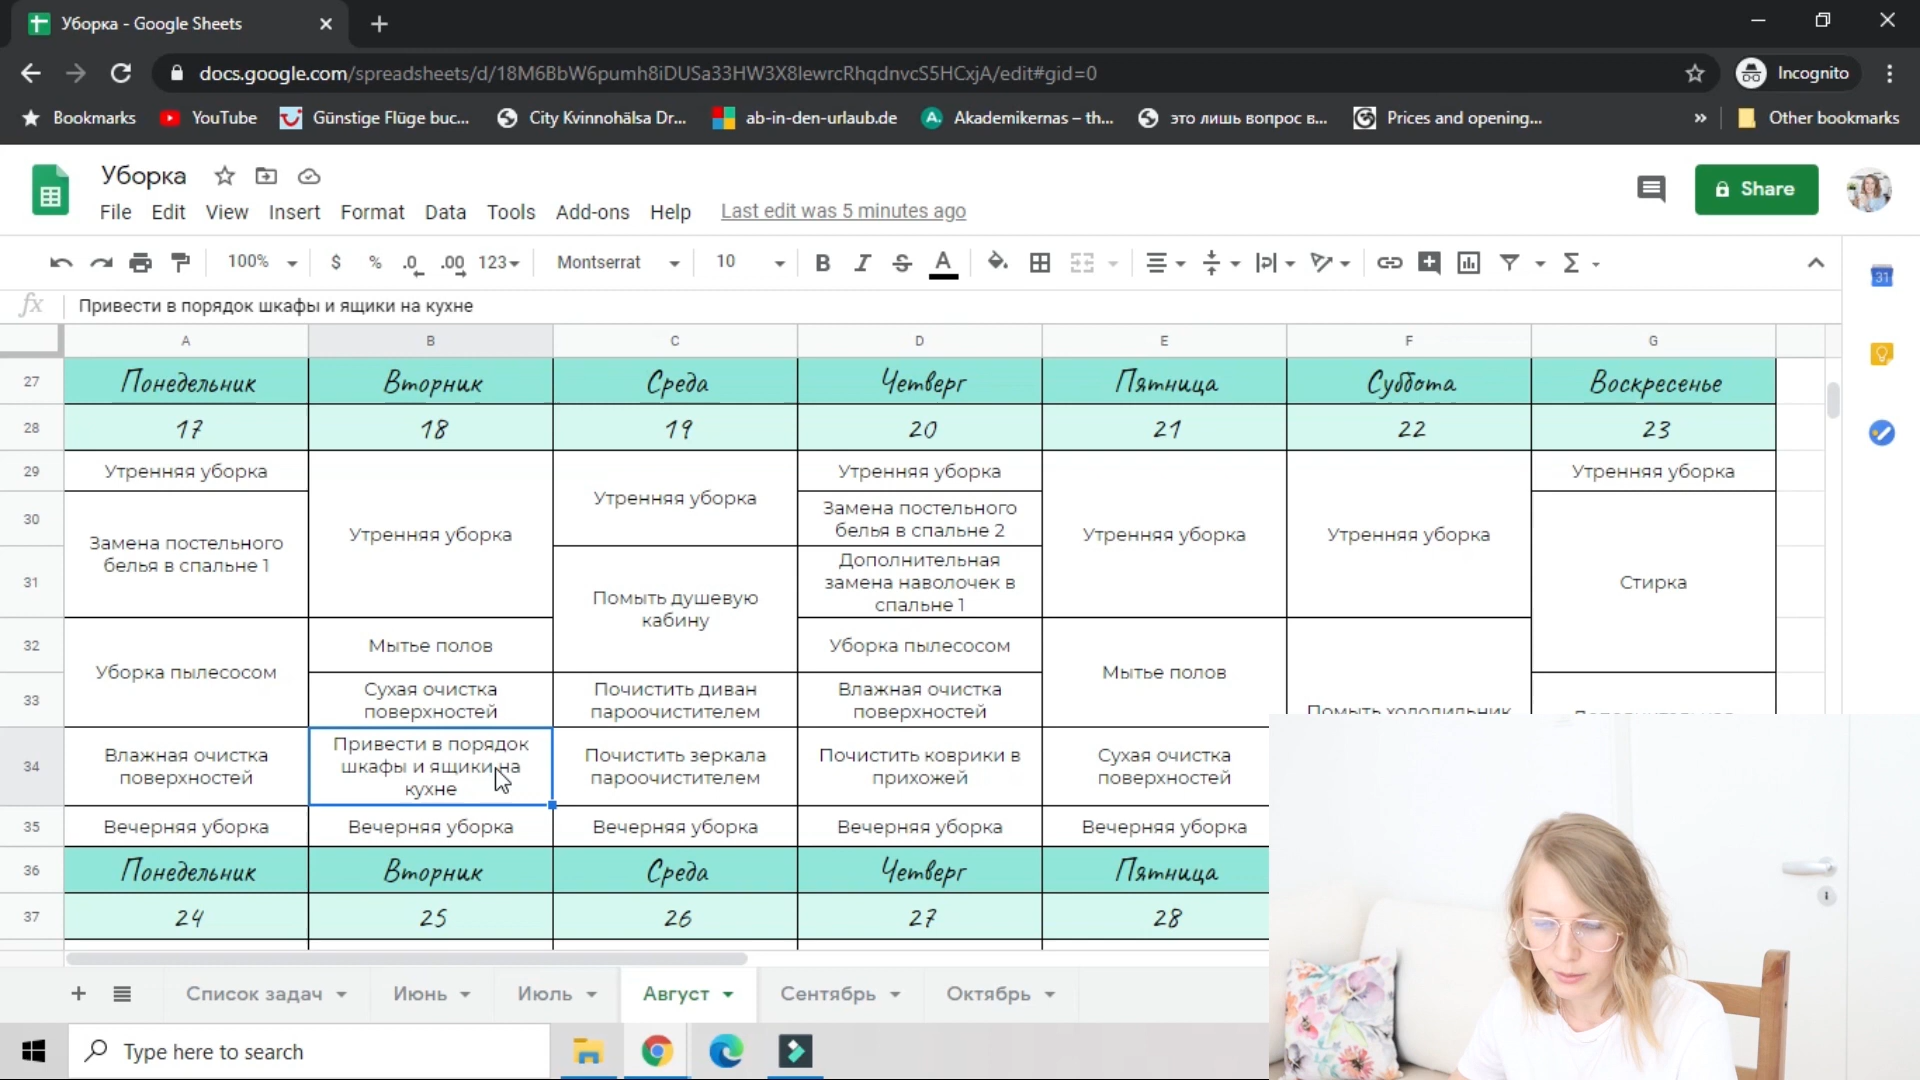 Уборка - Google Sheets
docs.google.com/spreadsheets/d/18M6BbW6pumh8iDUSa33HW3X8lewrcRhqdnvcS5HCxjA/edit#gid=0
Incognito
Bookmarks
YouTube
Günstige Flüge buc...
City Kvinnohälsa Dr...
ab-in-den-urlaub.de
Akademikernas – th...
это лишь вопрос в...
Prices and opening...
»
Other bookmarks
Уборка
File Edit View Insert Format Data Tools Add-ons Help
Last edit was 5 minutes ago
Share
100% $ % .0 .00 123 Montserrat 10 B I S A Σ
31
fx Привести в порядок шкафы и ящики на кухне
A B C D E F G
27 Понедельник Вторник Среда Четверг Пятница Суббота Воскресенье
28 17 18 19 20 21 22 23
29
30
31
32
33
34
35
Утренняя уборка
Замена постельного
белья в спальне 1
Уборка пылесосом
Влажная очистка
поверхностей
Вечерняя уборка
Утренняя уборка
Мытье полов
Сухая очистка
поверхностей
Привести в порядок
шкафы и ящики на
кухне
Вечерняя уборка
Утренняя уборка
Помыть душевую
кабину
Почистить диван
пароочистителем
Почистить зеркала
пароочистителем
Вечерняя уборка
Утренняя уборка
Замена постельного
белья в спальне 2
Дополнительная
замена наволочек в
спальне 1
Уборка пылесосом
Влажная очистка
поверхностей
Почистить коврики в
прихожей
Вечерняя уборка
Утренняя уборка
Мытье полов
Сухая очистка
поверхностей
Вечерняя уборка
Утренняя уборка
Помыть холодильник
Утренняя уборка
Стирка
36 Понедельник Вторник Среда Четверг Пятница
37 24 25 26 27 28
+ Список задач Июнь Июль Август Сентябрь Октябрь
Type here to search